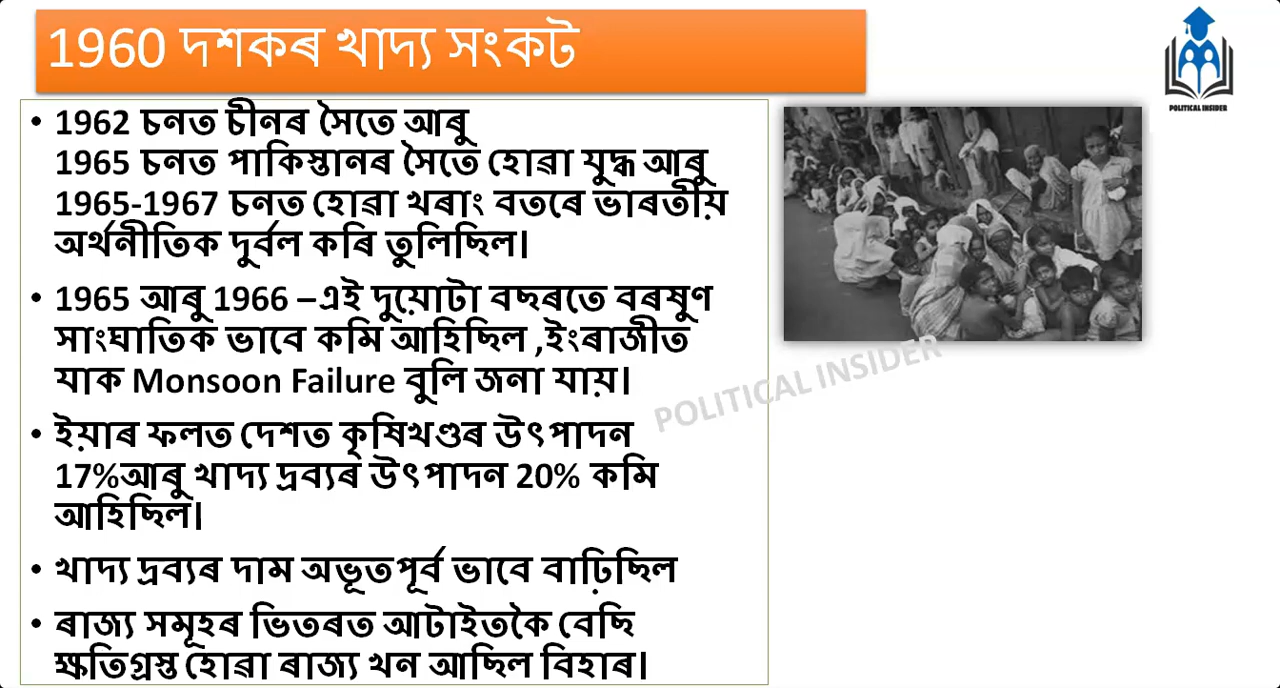 1960 দশকৰ খাদ্য সংকট
POLITICAL INSIDER
• 1962 চনত চীনৰ সৈতে আৰু
1965 চনত পাকিস্তানৰ সৈতে হোৱা যুদ্ধ আৰু
1965-1967 চনত হোৱা খৰাং বতৰে ভাৰতীয়
অৰ্থনীতিক দুৰ্বল কৰি তুলিছিল।
• 1965 আৰু 1966 –এই দুয়োটা বছৰতে বৰষুণ
সাংঘাতিক ভাবে কমি আহিছিল ,ইংৰাজীত
যাক Monsoon Failure বুলি জনা যায়।
POLITICAL INSIDER
• ইয়াৰ ফলত দেশত কৃষিখণ্ডৰ উৎপাদন
17%আৰু খাদ্য দ্ৰব্যৰ উৎপাদন 20% কমি
আহিছিল।
• খাদ্য দ্ৰব্যৰ দাম অভূতপূৰ্ব ভাবে বাঢ়িছিল
• ৰাজ্য সমূহৰ ভিতৰত আটাইতকৈ বেছি
ক্ষতিগ্ৰস্ত হোৱা ৰাজ্য খন আছিল বিহাৰ।